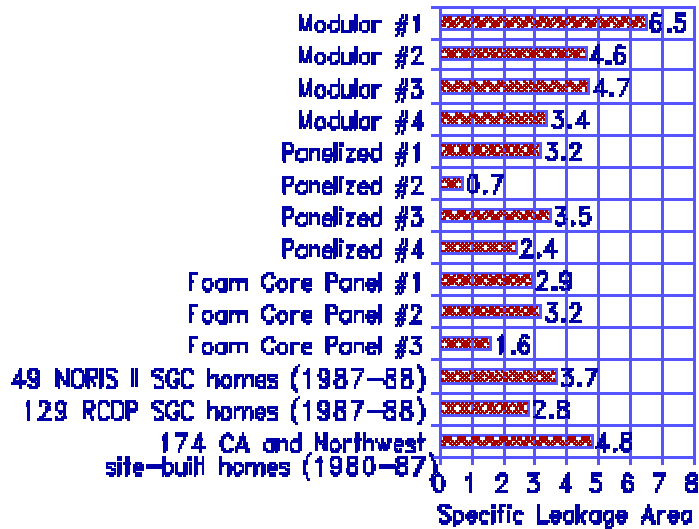 Modular #1 6.5
Modular #2 4.6
Modular #3 4.7
Modular #4 3.4
Panelized #1 3.2
Panelized #2 0.7
Panelized #3 3.5
Panelized #4 2.4
Foam Core Panel #1 2.9
Foam Core Panel #2 3.2
Foam Core Panel #3 1.6
49 NORIS II SGC homes (1987-88) 3.7
129 RCDP SGC homes (1987-88) 2.8
174 CA and Northwest 4.8
site-built homes (1980-87)
0 1 2 3 4 5 6 7 8
Specific Leakage Area